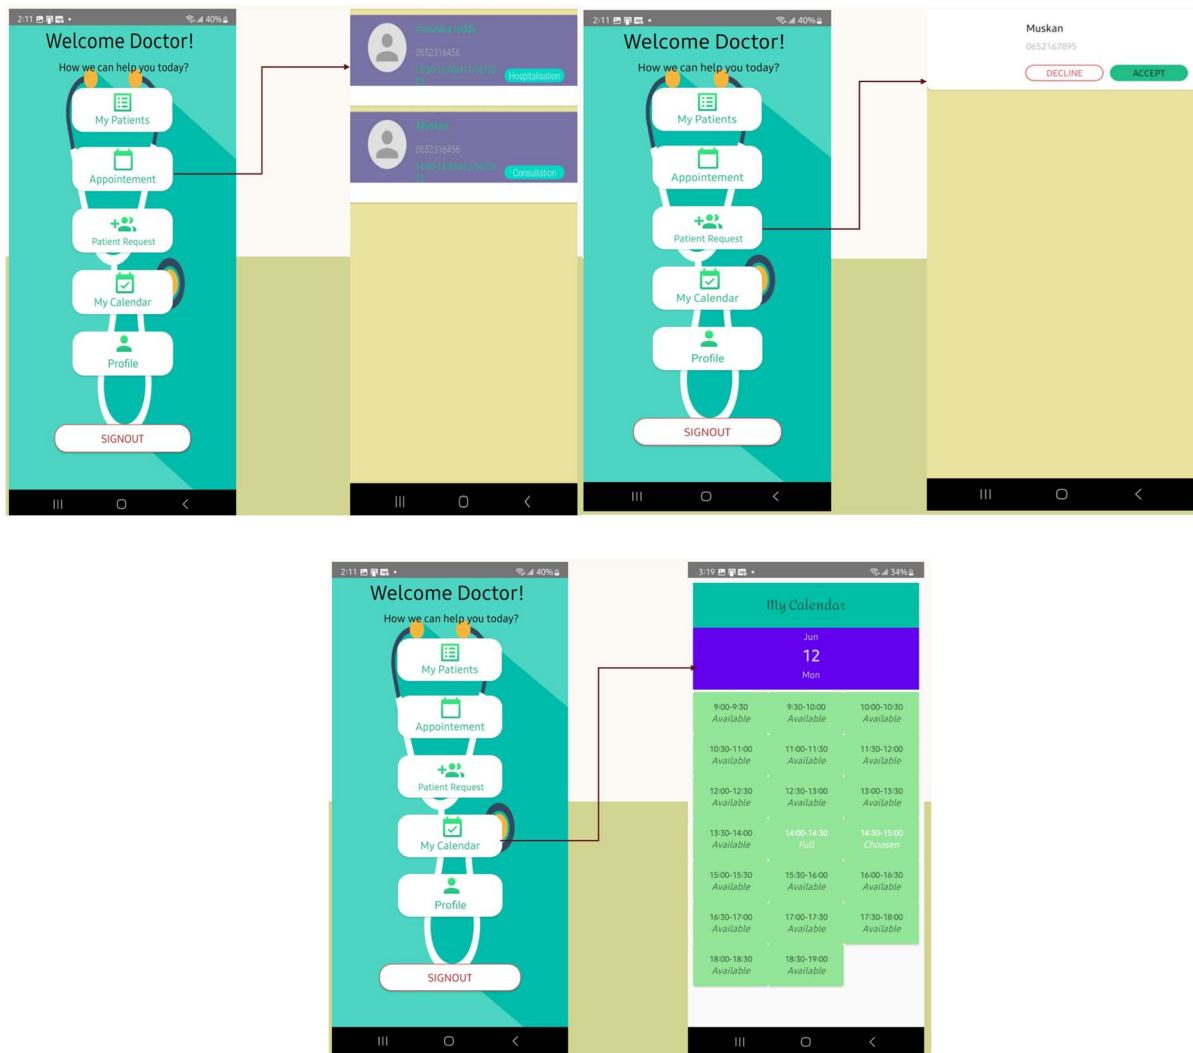 2:11
40%
Welcome Doctor!
How we can help you today?
My Patients
Appointement
Patient Request
My Calendar
Profile
SIGNOUT
mounika reddy
0652316456
Hospitalisation
Muskan
0652316456
Consultation
2:11
40%
Welcome Doctor!
How we can help you today?
My Patients
Appointement
Patient Request
My Calendar
Profile
SIGNOUT
Muskan
0652167895
DECLINE ACCEPT
2:11
40%
Welcome Doctor!
How we can help you today?
My Patients
Appointement
Patient Request
My Calendar
Profile
SIGNOUT
3:19
34%
My Calendar
Jun
12
Mon
9:00-9:30 9:30-10:00 10:00-10:30
Available Available Available
10:30-11:00 11:00-11:30 11:30-12:00
Available Available Available
12:00-12:30 12:30-13:00 13:00-13:30
Available Available Available
13:30-14:00 14:00-14:30 14:30-15:00
Available Full Choosen
15:00-15:30 15:30-16:00 16:00-16:30
Available Available Available
16:30-17:00 17:00-17:30 17:30-18:00
Available Available Available
18:00-18:30 18:30-19:00
Available Available